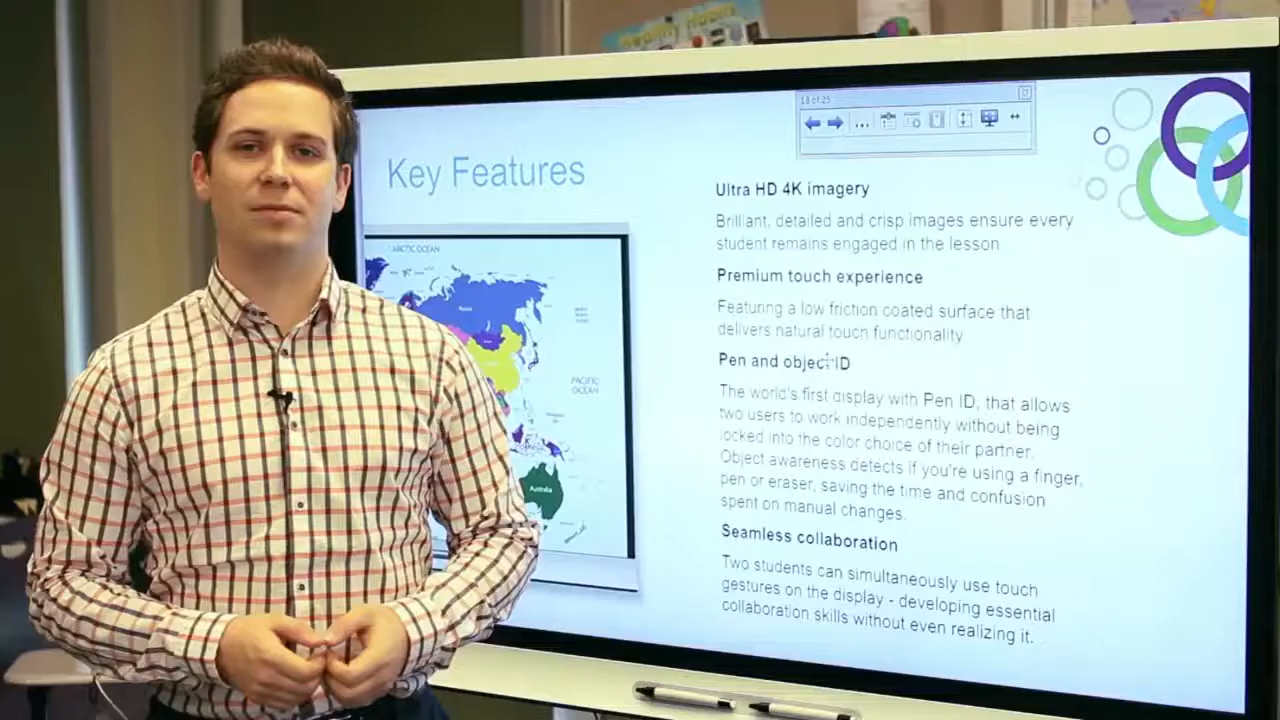 18 of 25
Key Features
ARCTIC OCEAN
Russia
PACIFIC
OCEAN
Australia
Ultra HD 4K imagery
Brilliant, detailed and crisp images ensure every
student remains engaged in the lesson
Premium touch experience
Featuring a low friction coated surface that
delivers natural touch functionality
Pen and object ID
The world's first display with Pen ID, that allows
two users to work independently without being
locked into the color choice of their partner.
Object awareness detects if you're using a finger,
pen or eraser, saving the time and confusion
spent on manual changes.
Seamless collaboration
Two students can simultaneously use touch
gestures on the display - developing essential
collaboration skills without even realizing it.